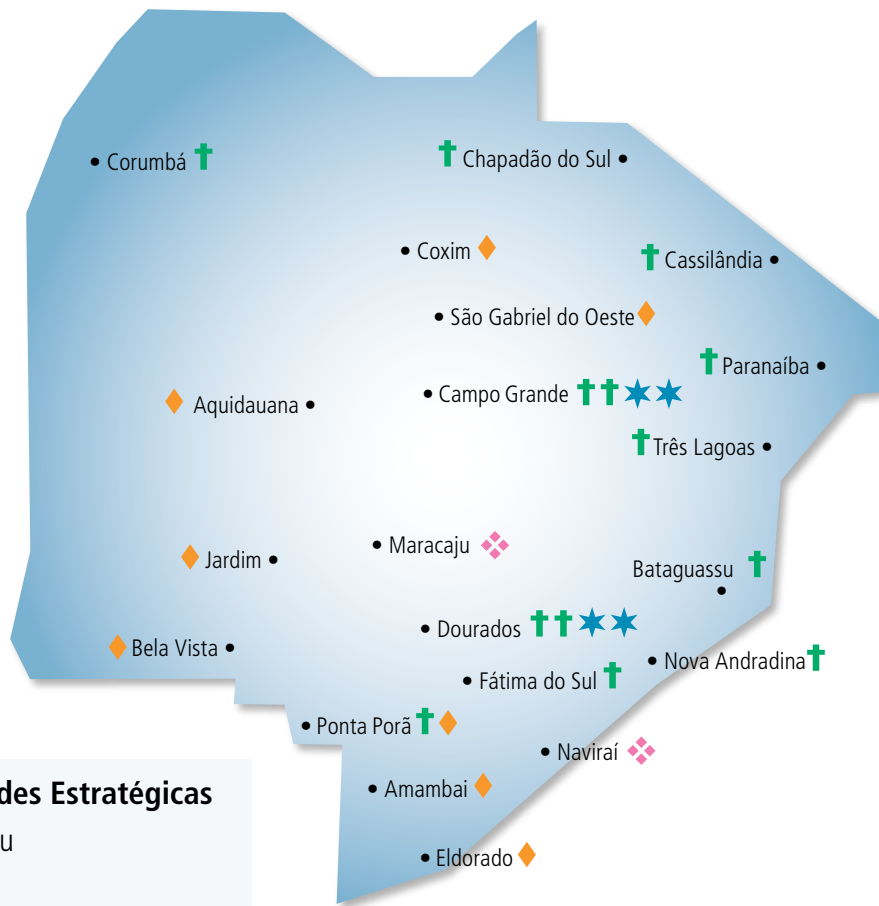 Corumbá
Chapadão do Sul
Coxim
Cassilândia
São Gabriel do Oeste
Paranaíba
Campo Grande
Aquidauana
Três Lagoas
Maracaju
Jardim
Bataguassu
Dourados
Bela Vista
Nova Andradina
Fátima do Sul
Ponta Porã
Naviraí
Amambai
des Estratégicas
u
Eldorado